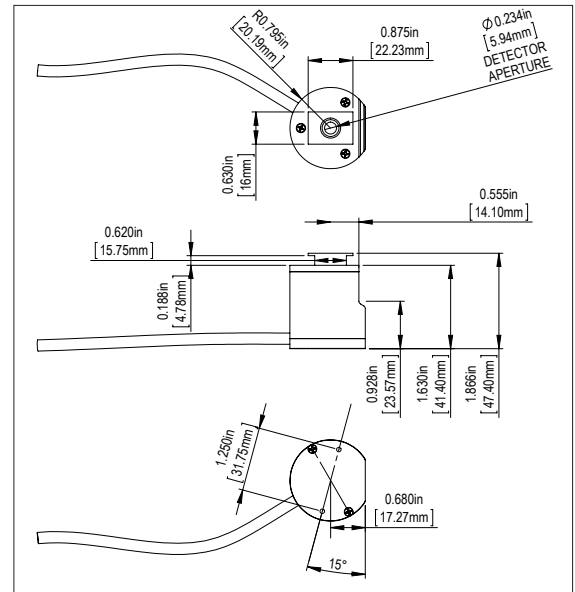 R0.795in
[20.19mm]
0.875in
[22.23mm]
Ø 0.234in
[5.94mm]
DETECTOR
APERTURE
0.630in
[16mm]
0.555in
[14.10mm]
0.620in
[15.75mm]
0.188in
[4.78mm]
0.928in
[23.57mm]
1.630in
[41.40mm]
1.866in
[47.40mm]
1.250in
[31.75mm]
0.680in
[17.27mm]
15°